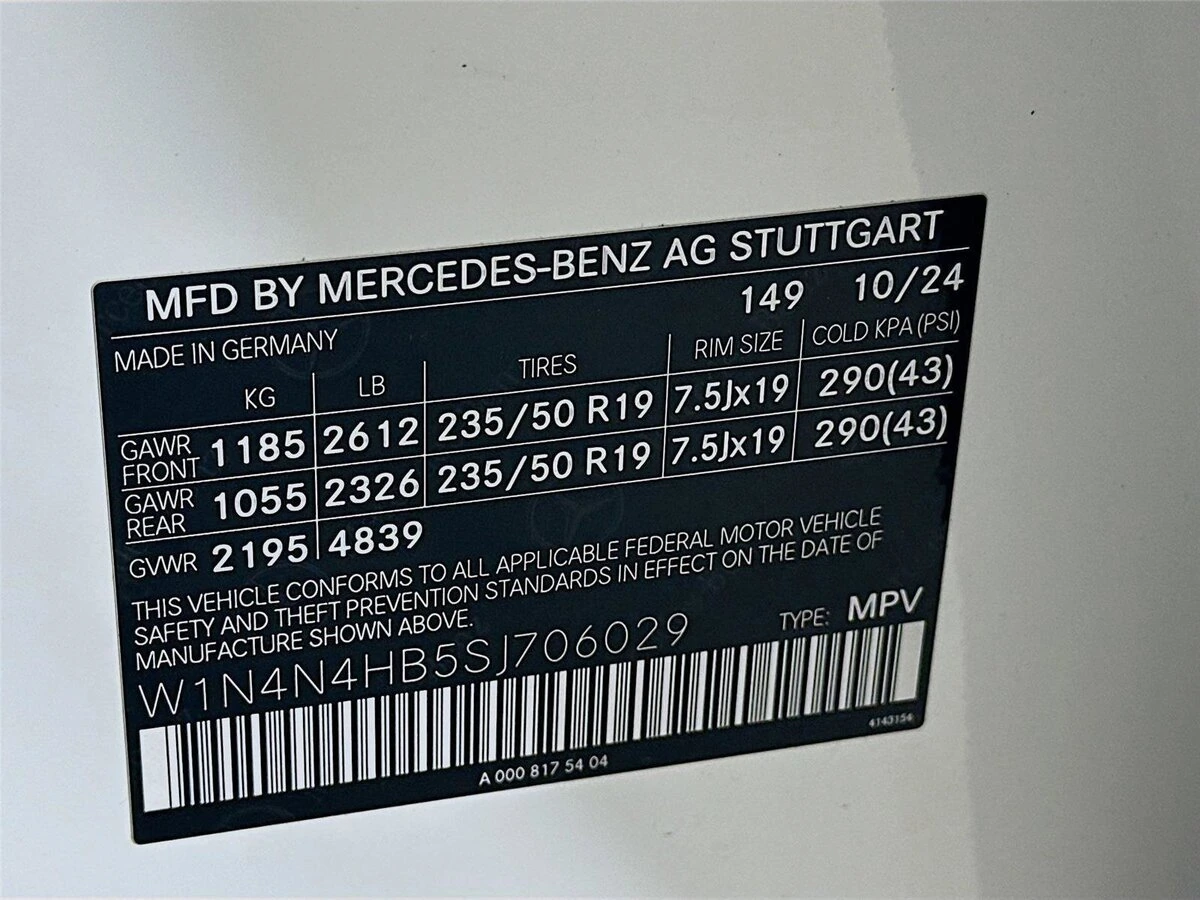 MFD BY MERCEDES-BENZ AG STUTTGART
MADE IN GERMANY 149 10/24
KG LB TIRES RIM SIZE COLD KPA (PSI)
GAWR FRONT 1185 2612 235/50 R19 7.5Jx19 290(43)
GAWR REAR 1055 2326 235/50 R19 7.5Jx19 290(43)
GVWR 2195 4839
THIS VEHICLE CONFORMS TO ALL APPLICABLE FEDERAL MOTOR VEHICLE
SAFETY AND THEFT PREVENTION STANDARDS IN EFFECT ON THE DATE OF
MANUFACTURE SHOWN ABOVE.
W1N4N4HB5SJ706029 TYPE: MPV
A 000 817 54 04 4143154